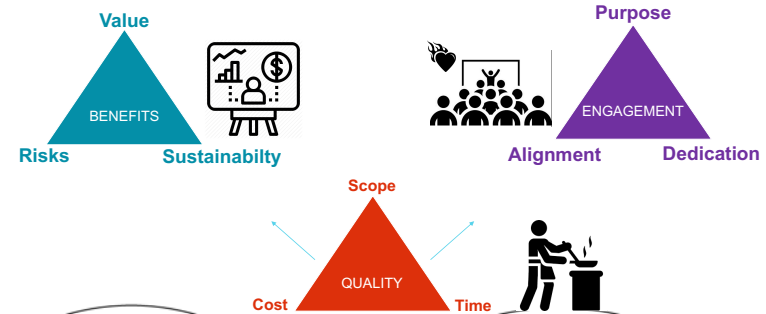 Value
BENEFITS
Risks
Sustainabilty
Purpose
ENGAGEMENT
Alignment
Dedication
Scope
QUALITY
Cost
Time